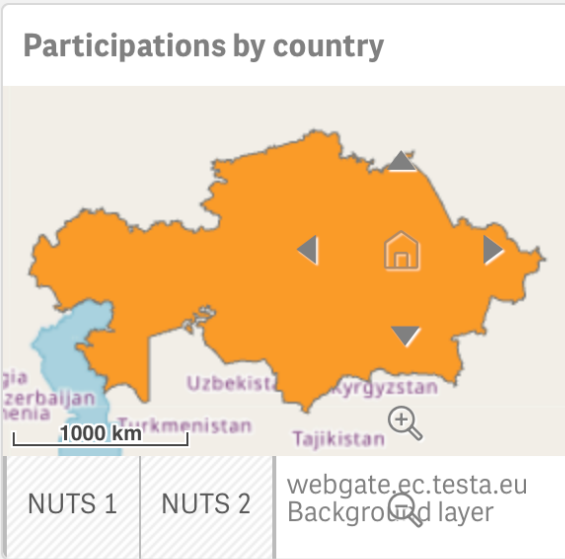 Participations by country
Uzbekist
Kyrgyzstan
gia
zerbaijan
nenia
Turkmenistan
1000 km
Tajikistan
NUTS 1
NUTS 2
webgate.ec.testa.eu
Background layer